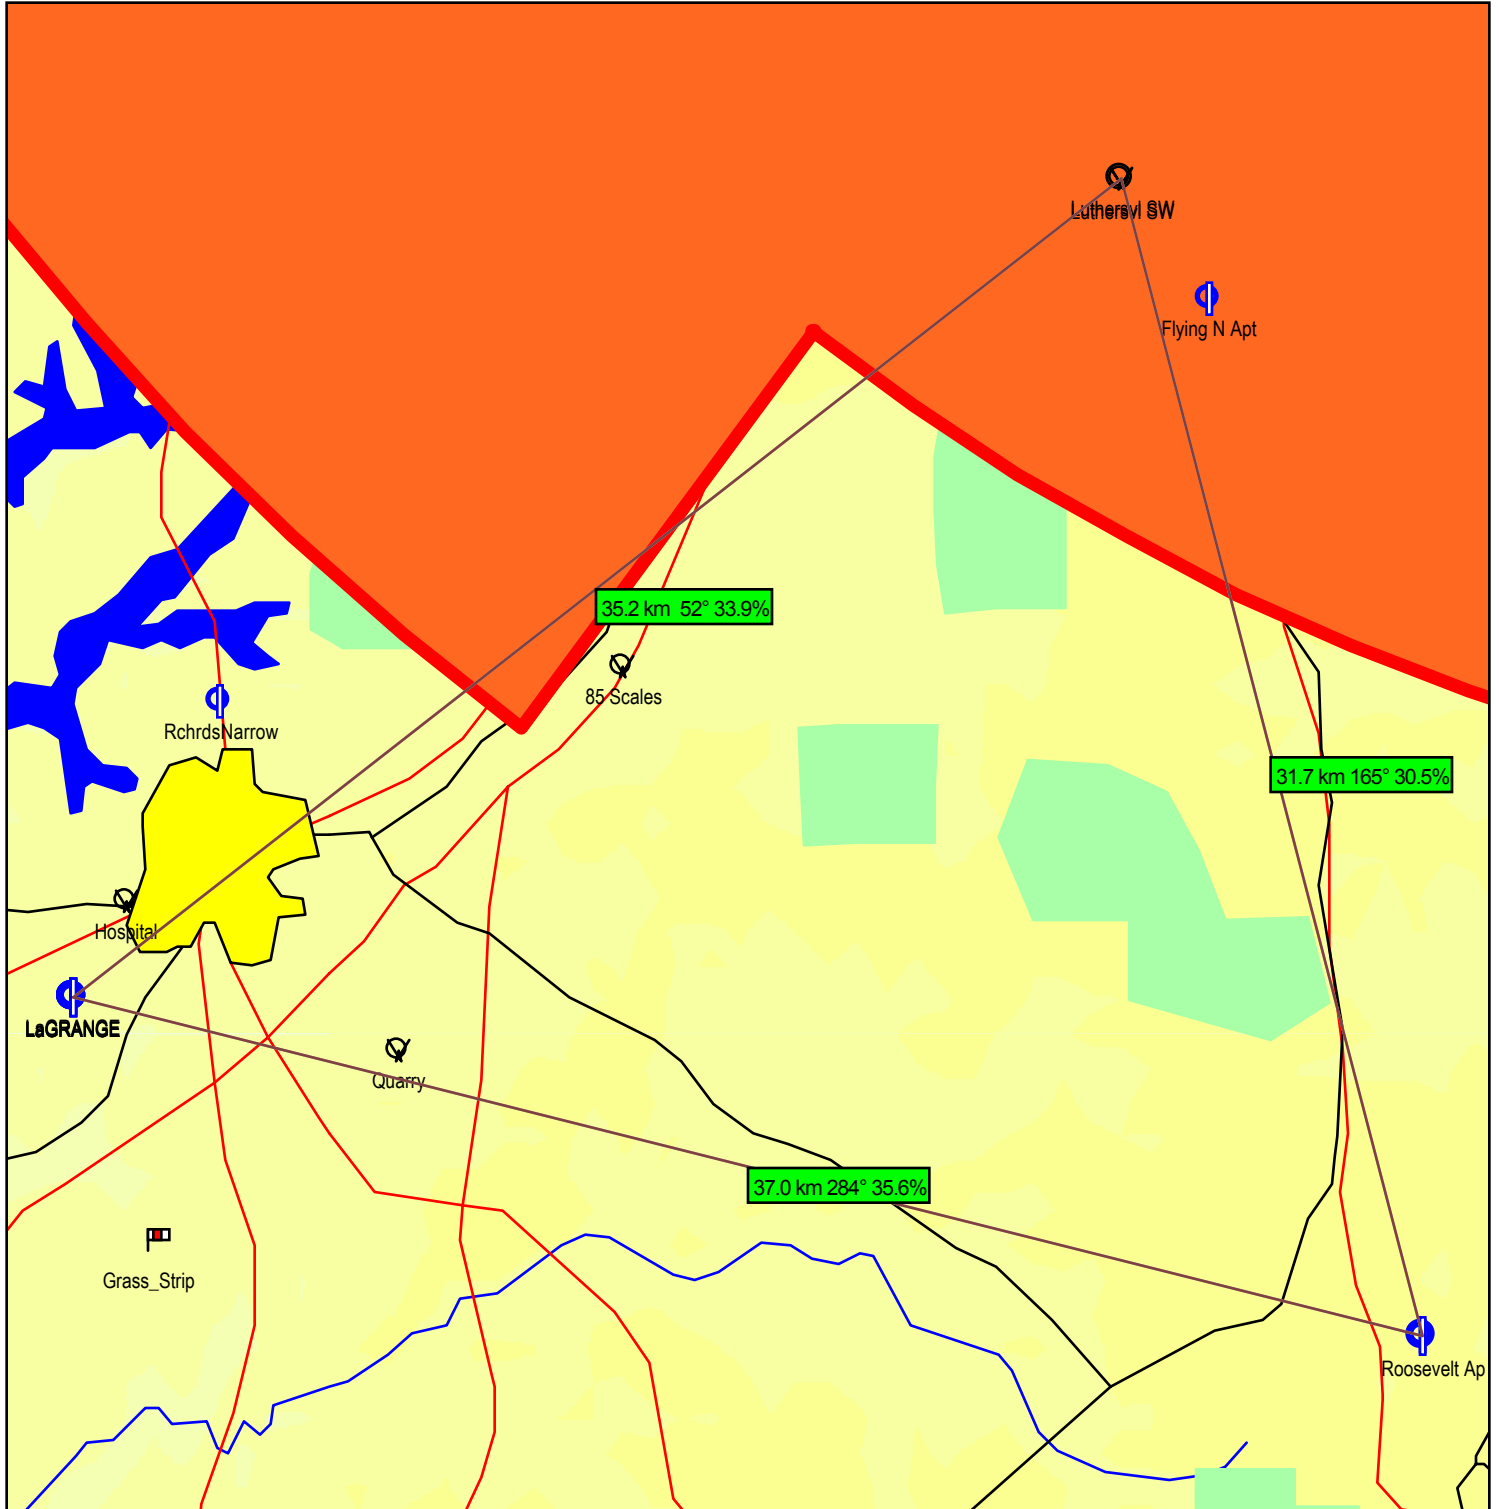 Luthersvl SW
Flying N Apt
35.2 km 52° 33.9%
85 Scales
RchrdsNarrow
31.7 km 165° 30.5%
Hospital
LaGRANGE
Quarry
37.0 km 284° 35.6%
Grass_Strip
Roosevelt Ap